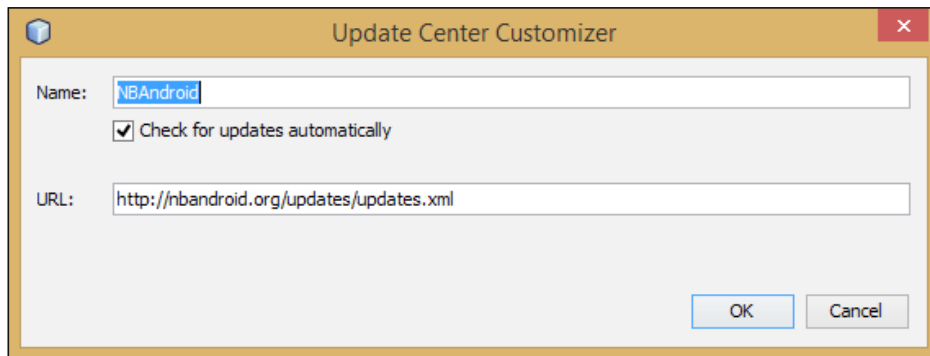 Update Center Customizer
Name: NBAndroid
Check for updates automatically
URL: http://nbandroid.org/updates/updates.xml
OK Cancel